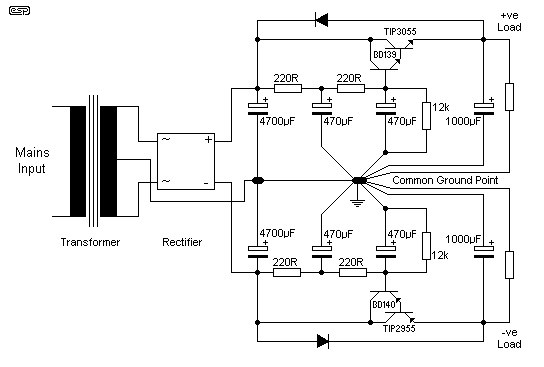 ESP
+ve
Load
TIP3055
BD139
220R
220R
4700µF
470µF
470µF
12k
1000µF
Mains
Input
~
+
~
-
Common Ground Point
Transformer
Rectifier
4700µF
470µF
470µF
1000µF
220R
220R
12k
BD140
TIP2955
-ve
Load